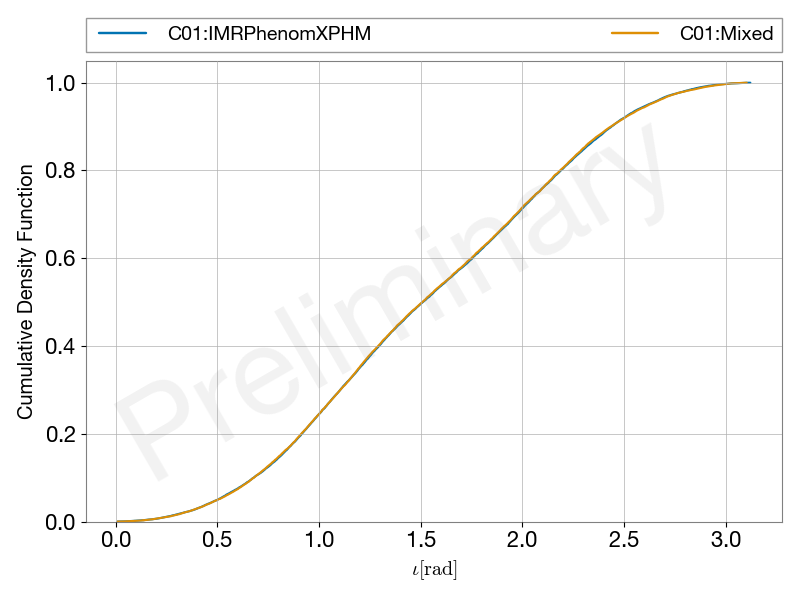 C01:IMRPhenomXPHM C01:Mixed
1.0
0.8
0.6
0.4
0.2
0.0
Cumulative Density Function
Preliminary
0.0 0.5 1.0 1.5 2.0 2.5 3.0
ι[rad]